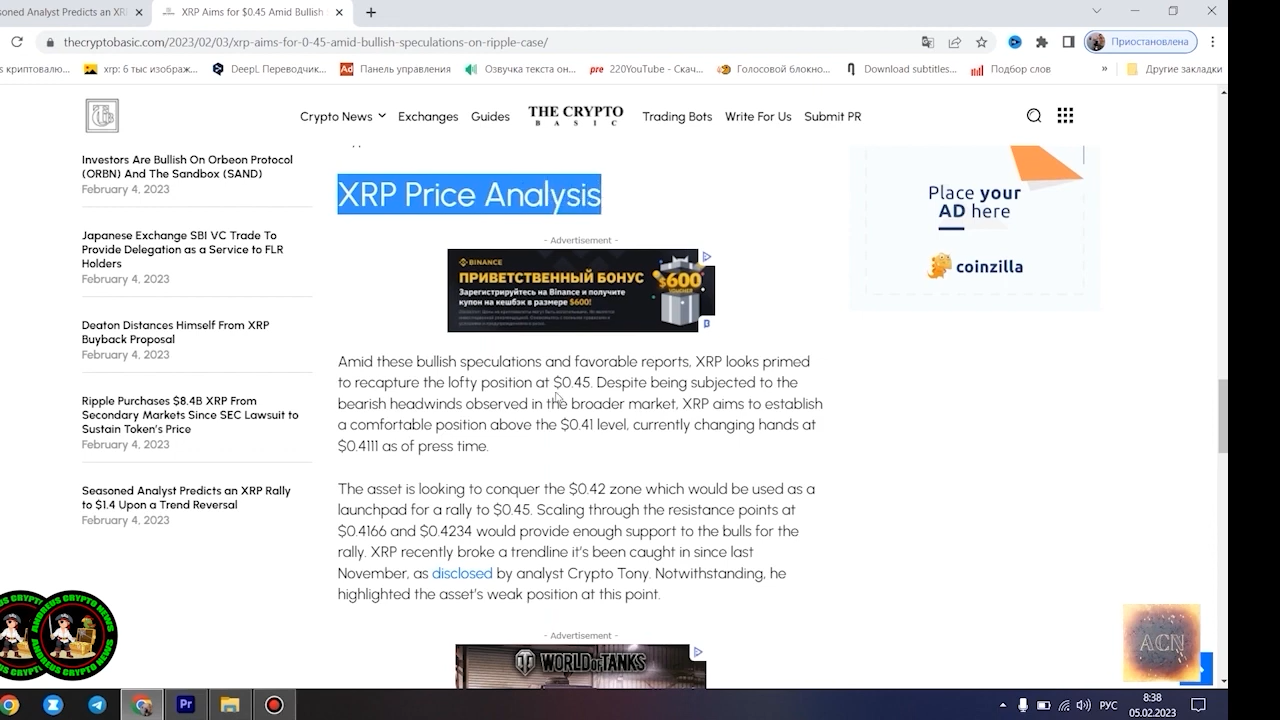 soned Analyst Predicts an XRP
XRP Aims for $0.45 Amid Bullish
thecryptobasic.com/2023/02/03/xrp-aims-for-0-45-amid-bullish-speculations-on-ripple-case/
Приостановлена
s криптовалю...
xrp: 6 тыс изображ...
DeepL Переводчик...
Ad Панель управления
Озвучка текста он...
pre 220YouTube - Скач...
Голосовой блокно...
Download subtitles...
Подбор слов
»
Другие закладки
Crypto News
Exchanges
Guides
THE CRYPTO
BASIC
Trading Bots
Write For Us
Submit PR
Investors Are Bullish On Orbeon Protocol
(ORBN) And The Sandbox (SAND)
February 4, 2023
Japanese Exchange SBI VC Trade To
Provide Delegation as a Service to FLR
Holders
February 4, 2023
Deaton Distances Himself From XRP
Buyback Proposal
February 4, 2023
Ripple Purchases $8.4B XRP From
Secondary Markets Since SEC Lawsuit to
Sustain Token's Price
February 4, 2023
Seasoned Analyst Predicts an XRP Rally
to $1.4 Upon a Trend Reversal
February 4, 2023
XRP Price Analysis
- Advertisement -
BINANCE
ПРИВЕТСТВЕННЫЙ БОНУС
Зарегистрируйтесь на Binance и получите
купон на кешбэк в размере $600!
$600
VOUCHER
Amid these bullish speculations and favorable reports, XRP looks primed
to recapture the lofty position at $0.45. Despite being subjected to the
bearish headwinds observed in the broader market, XRP aims to establish
a comfortable position above the $0.41 level, currently changing hands at
$0.4111 as of press time.
The asset is looking to conquer the $0.42 zone which would be used as a
launchpad for a rally to $0.45. Scaling through the resistance points at
$0.4166 and $0.4234 would provide enough support to the bulls for the
rally. XRP recently broke a trendline it's been caught in since last
November, as disclosed by analyst Crypto Tony. Notwithstanding, he
highlighted the asset's weak position at this point.
- Advertisement -
WORLD OF TANKS
Place your
AD here
coinzilla
ANDREUS CRYPTO NEWS
ANDREUS CRYPTO NEWS
ACN
Pr
РУС
8:38
05.02.2023